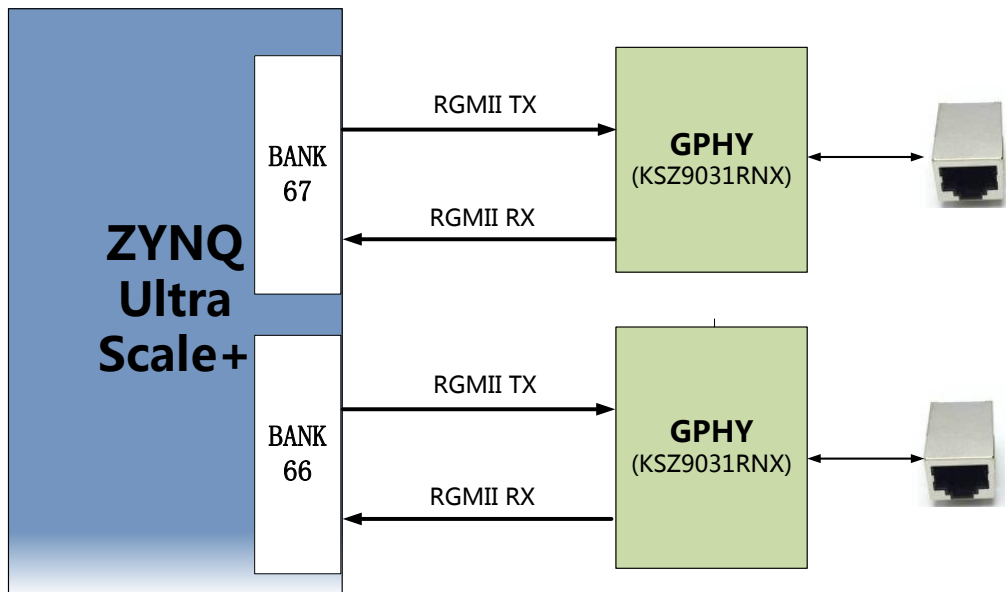 ZYNQ
Ultra
Scale+
BANK
67
RGMII TX
RGMII RX
GPHY
(KSZ9031RNX)
BANK
66
RGMII TX
RGMII RX
GPHY
(KSZ9031RNX)